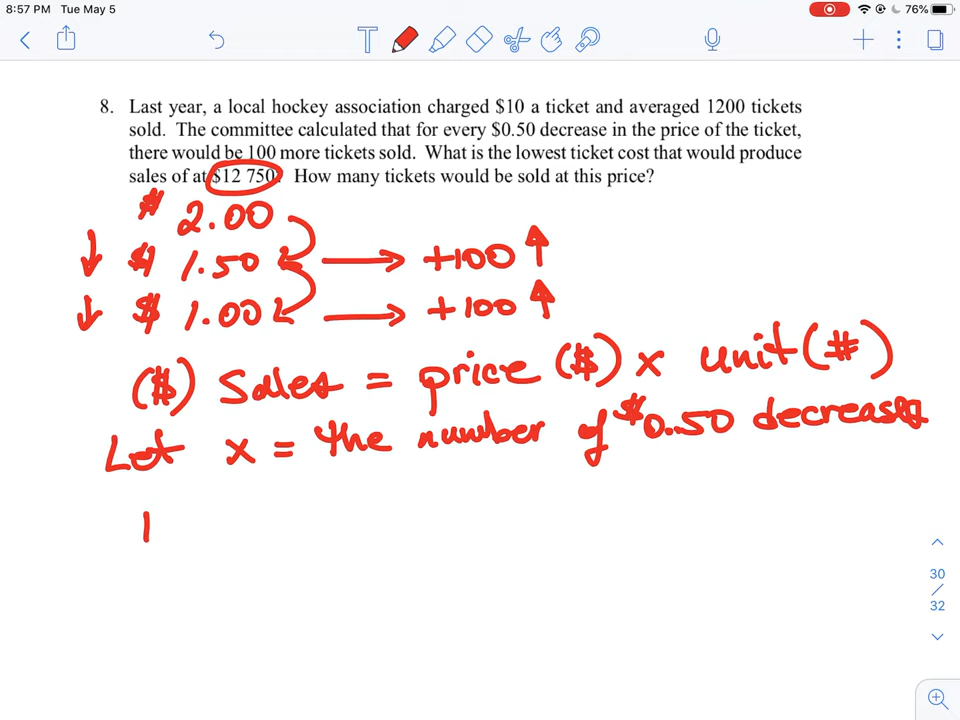 8:57 PM Tue May 5
76%
T
8. Last year, a local hockey association charged $10 a ticket and averaged 1200 tickets
sold. The committee calculated that for every $0.50 decrease in the price of the ticket,
there would be 100 more tickets sold. What is the lowest ticket cost that would produce
sales of at $12 750? How many tickets would be sold at this price?
$ 2.00
↓ $ 1.50 → +100 ↑
↓ $ 1.00 → +100 ↑
($) Sales = price ($) x unit (#)
Let x = the number of $0.50 decreases
1
30
/
32